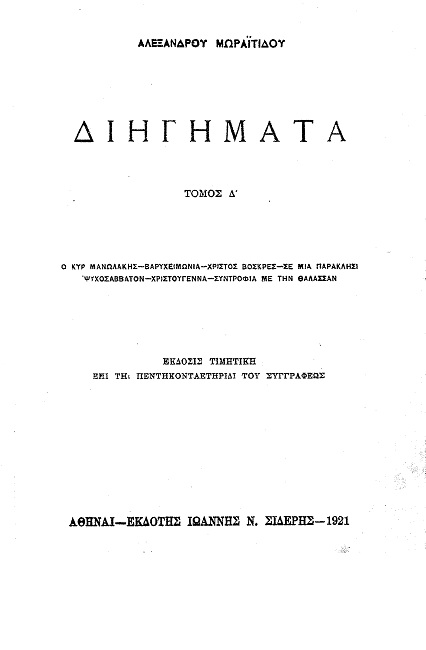 ΑΛΕΞΑΝΔΡΟΥ ΜΩΡΑΪΤΙΔΟΥ
ΔΙΗΓΗΜΑΤΑ
ΤΟΜΟΣ Δ'
Ο ΚΥΡ ΜΑΝΩΛΑΚΗΣ—ΒΑΡΥΧΕΙΜΩΝΙΑ—ΧΡΙΣΤΟΣ ΒΟΣΚΡΕΣ—ΣΕ ΜΙΑ ΠΑΡΑΚΛΗΣΙ
ΨΥΧΟΣΑΒΒΑΤΟΝ—ΧΡΙΣΤΟΥΓΕΝΝΑ—ΣΥΝΤΡΟΦΙΑ ΜΕ ΤΗΝ ΘΑΛΑΣΣΑΝ
ΕΚΔΟΣΙΣ ΤΙΜΗΤΙΚΗ
ΕΠΙ ΤΗι ΠΕΝΤΗΚΟΝΤΑΕΤΗΡΙΔΙ ΤΟΥ ΣΥΓΓΡΑΦΕΩΣ
ΑΘΗΝΑΙ—ΕΚΔΟΤΗΣ ΙΩΑΝΝΗΣ Ν. ΣΙΔΕΡΗΣ—1921